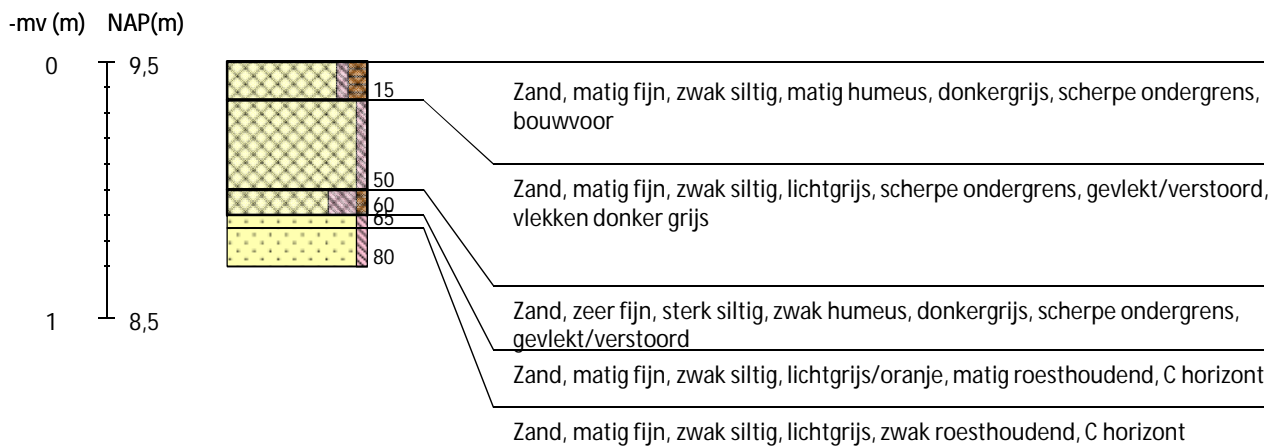 -mv (m) NAP(m)
0 9,5
15
Zand, matig fijn, zwak siltig, matig humeus, donkergrijs, scherpe ondergrens,
bouwvoor
50
Zand, matig fijn, zwak siltig, lichtgrijs, scherpe ondergrens, gevlekt/verstoord,
vlekken donker grijs
60
65
80
1 8,5
Zand, zeer fijn, sterk siltig, zwak humeus, donkergrijs, scherpe ondergrens,
gevlekt/verstoord
Zand, matig fijn, zwak siltig, lichtgrijs/oranje, matig roesthoudend, C horizont
Zand, matig fijn, zwak siltig, lichtgrijs, zwak roesthoudend, C horizont